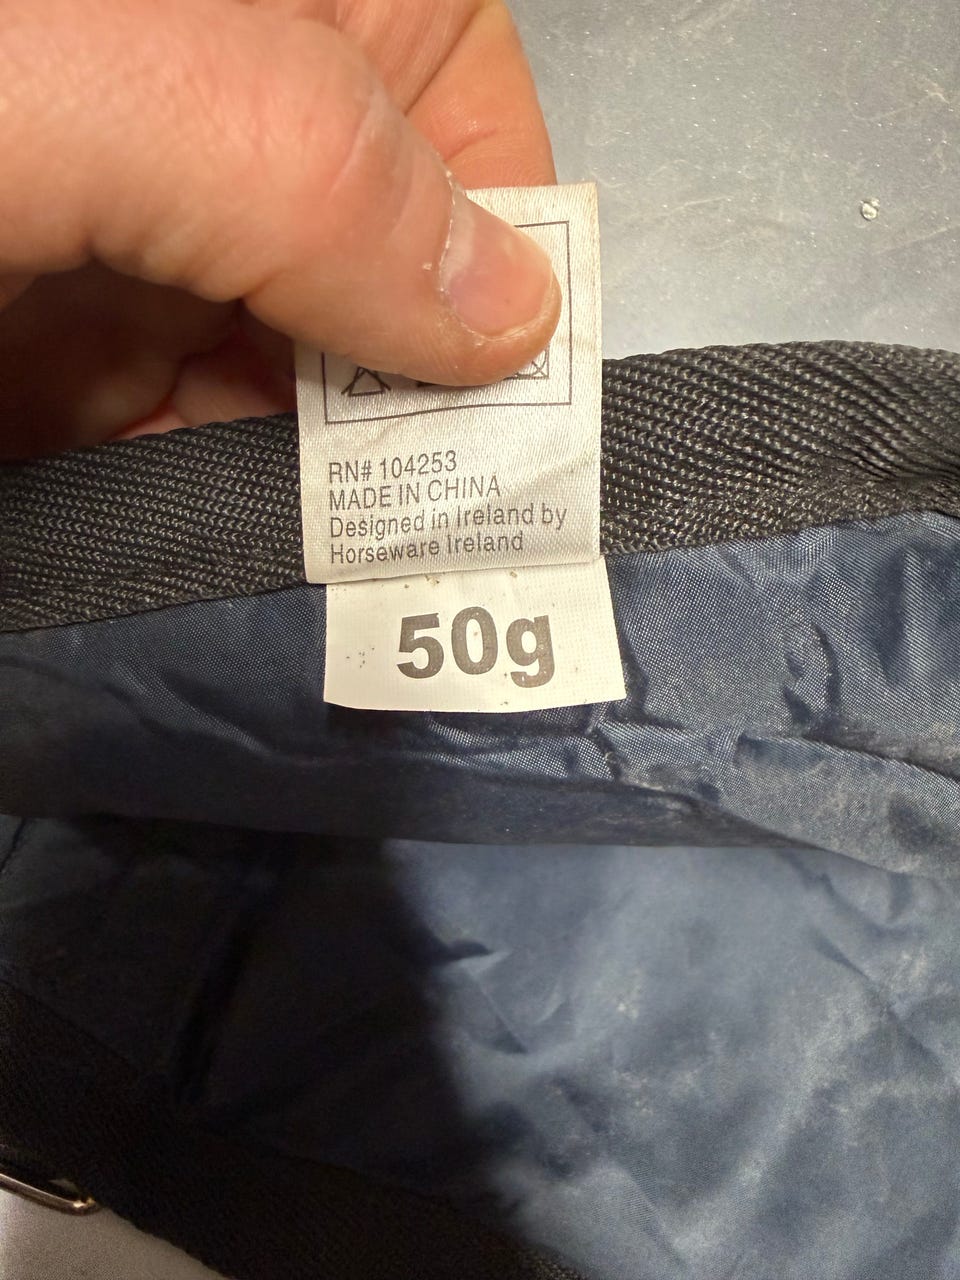 RN# 104253
MADE IN CHINA
Designed in Ireland by
Horseware Ireland
50g